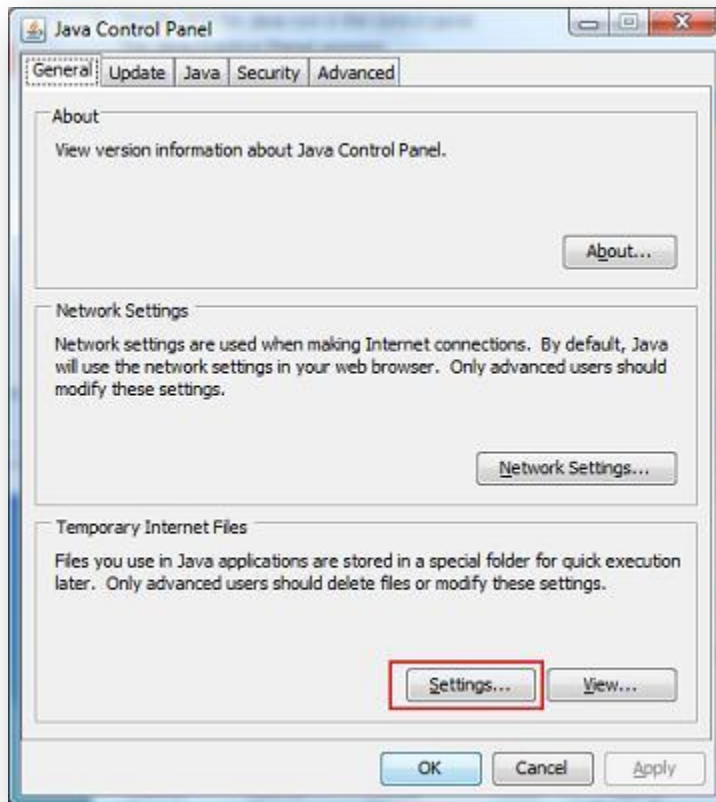 Java Control Panel
General Update Java Security Advanced
About
View version information about Java Control Panel.
About...
Network Settings
Network settings are used when making Internet connections. By default, Java
will use the network settings in your web browser. Only advanced users should
modify these settings.
Network Settings...
Temporary Internet Files
Files you use in Java applications are stored in a special folder for quick execution
later. Only advanced users should delete files or modify these settings.
Settings... View...
OK Cancel Apply